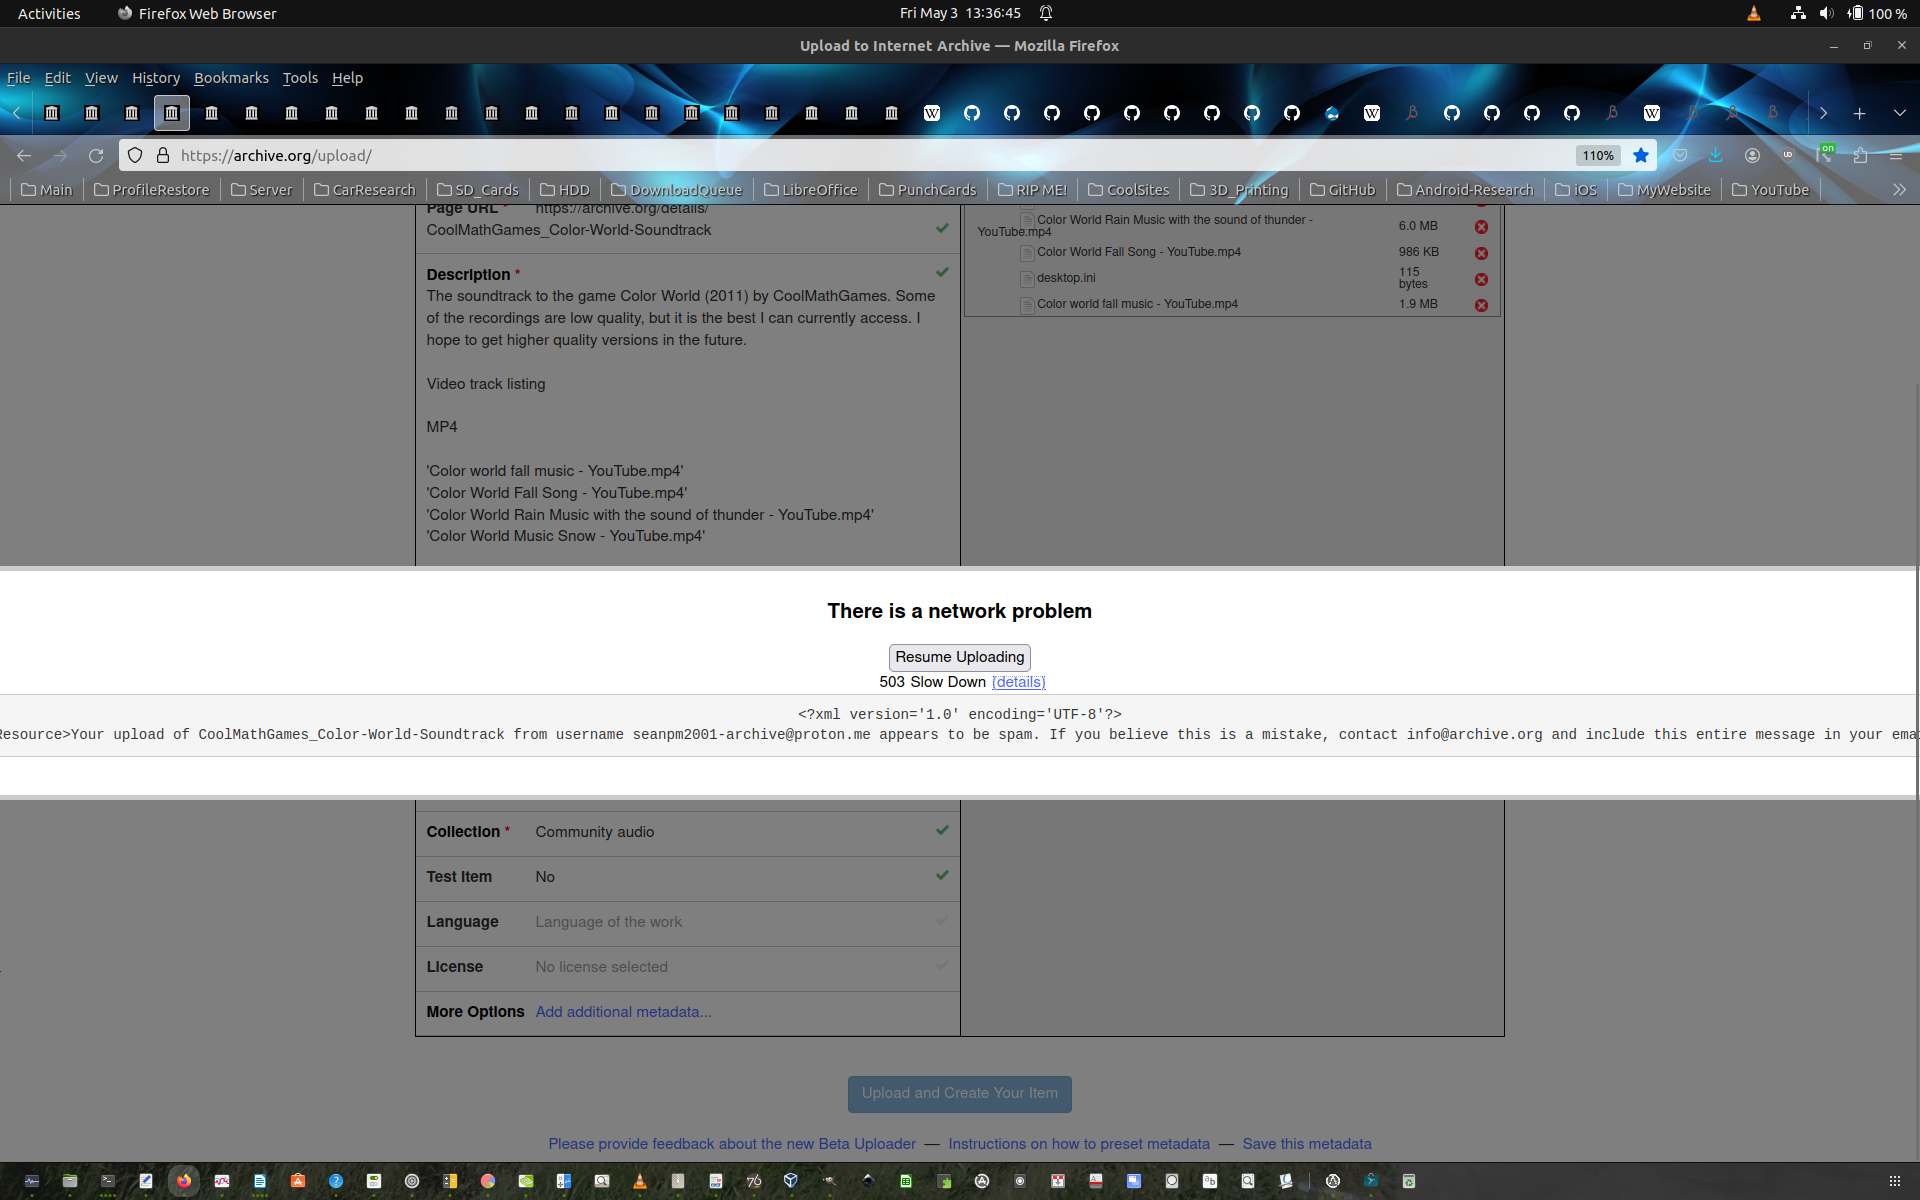 Activities
Firefox Web Browser
Fri May 3 13:36:45
100 %
Upload to Internet Archive — Mozilla Firefox
File Edit View History Bookmarks Tools Help
https://archive.org/upload/
110%
on
Main ProfileRestore Server CarResearch SD_Cards HDD DownloadQueue LibreOffice PunchCards RIP ME! CoolSites 3D_Printing GitHub Android-Research iOS MyWebsite YouTube
Page URL * https://archive.org/details/
CoolMathGames_Color-World-Soundtrack
Description *
The soundtrack to the game Color World (2011) by CoolMathGames. Some
of the recordings are low quality, but it is the best I can currently access. I
hope to get higher quality versions in the future.
Video track listing
MP4
'Color world fall music - YouTube.mp4'
'Color World Fall Song - YouTube.mp4'
'Color World Rain Music with the sound of thunder - YouTube.mp4'
'Color World Music Snow - YouTube.mp4'
Color World Rain Music with the sound of thunder -
YouTube.mp4
6.0 MB
Color World Fall Song - YouTube.mp4
986 KB
desktop.ini
115
bytes
Color world fall music - YouTube.mp4
1.9 MB
There is a network problem
Resume Uploading
503 Slow Down (details)
<?xml version='1.0' encoding='UTF-8'?>
Resource>Your upload of CoolMathGames_Color-World-Soundtrack from username seanpm2001-archive@proton.me appears to be spam. If you believe this is a mistake, contact info@archive.org and include this entire message in your ema
Collection * Community audio
Test Item No
Language Language of the work
License No license selected
More Options Add additional metadata...
Upload and Create Your Item
Please provide feedback about the new Beta Uploader — Instructions on how to preset metadata — Save this metadata